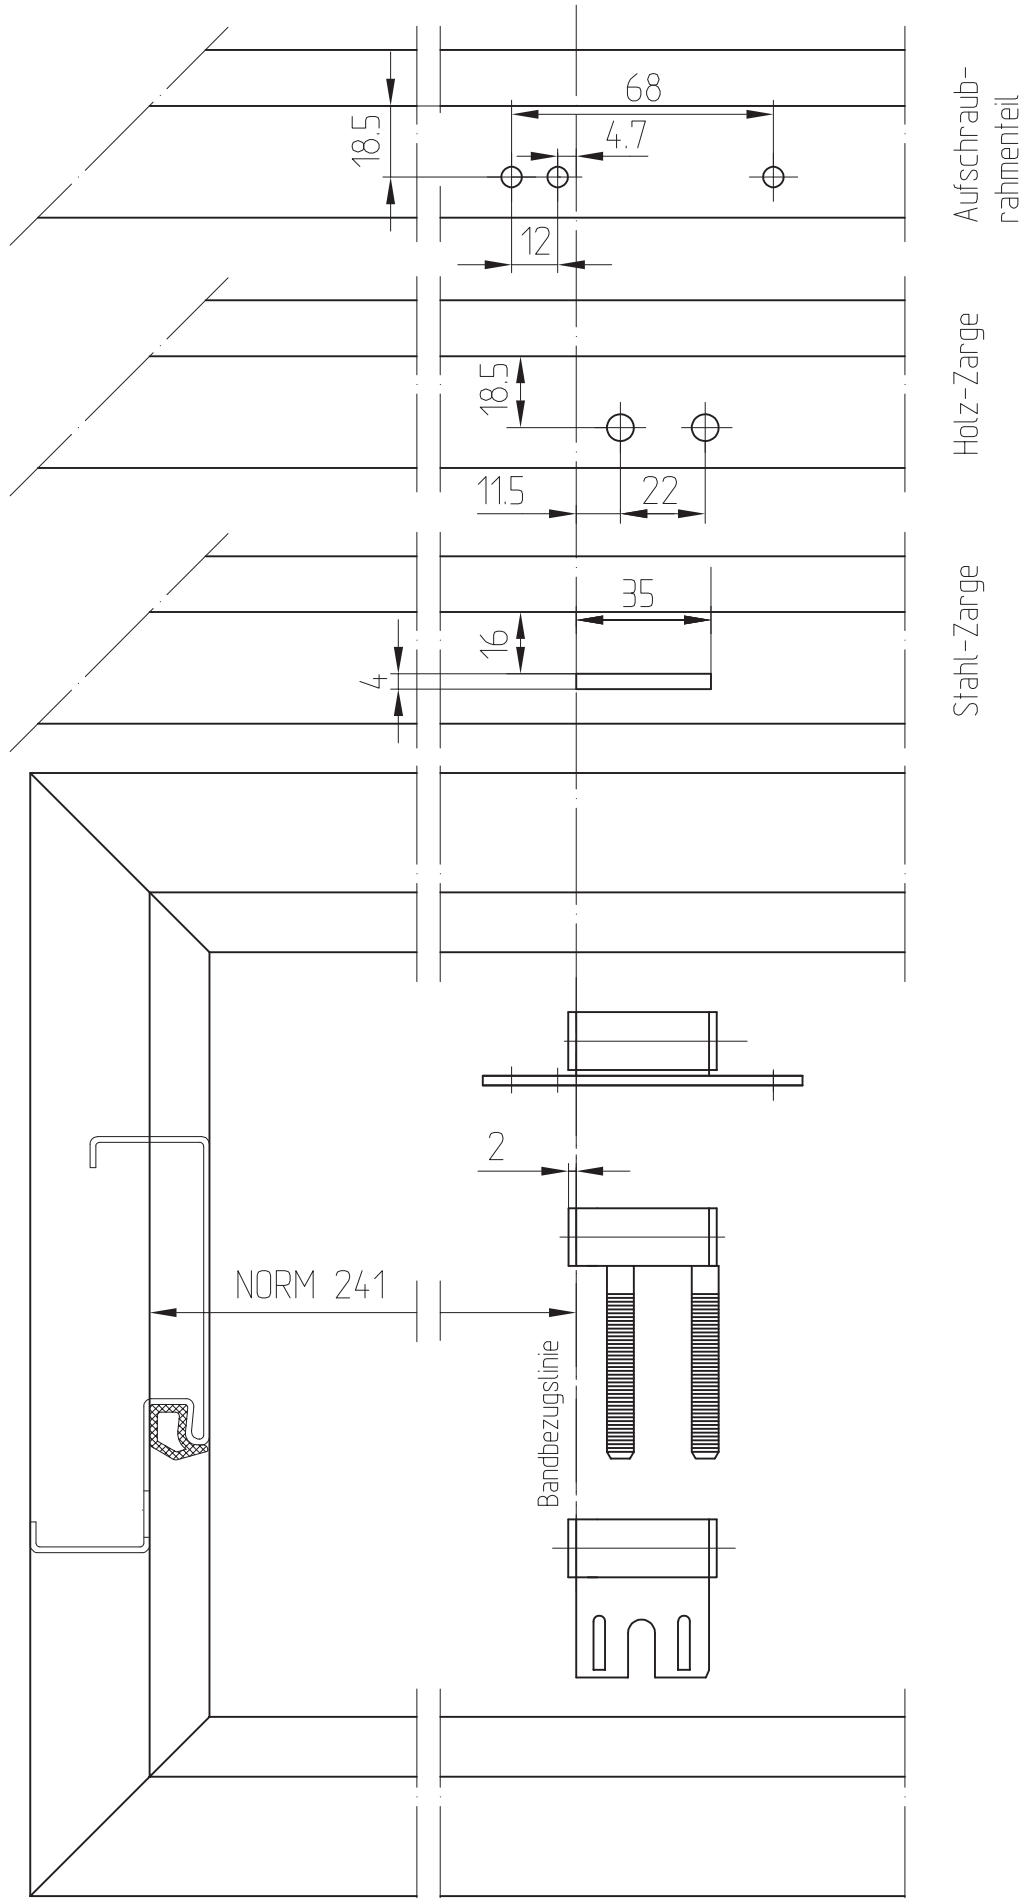 68
4.7
18.5
12
Aufschraub-
rahmenteil
18.5
11.5
22
Holz-Zarge
35
16
4
Stahl-Zarge
2
NORM 241
Bandbezugslinie